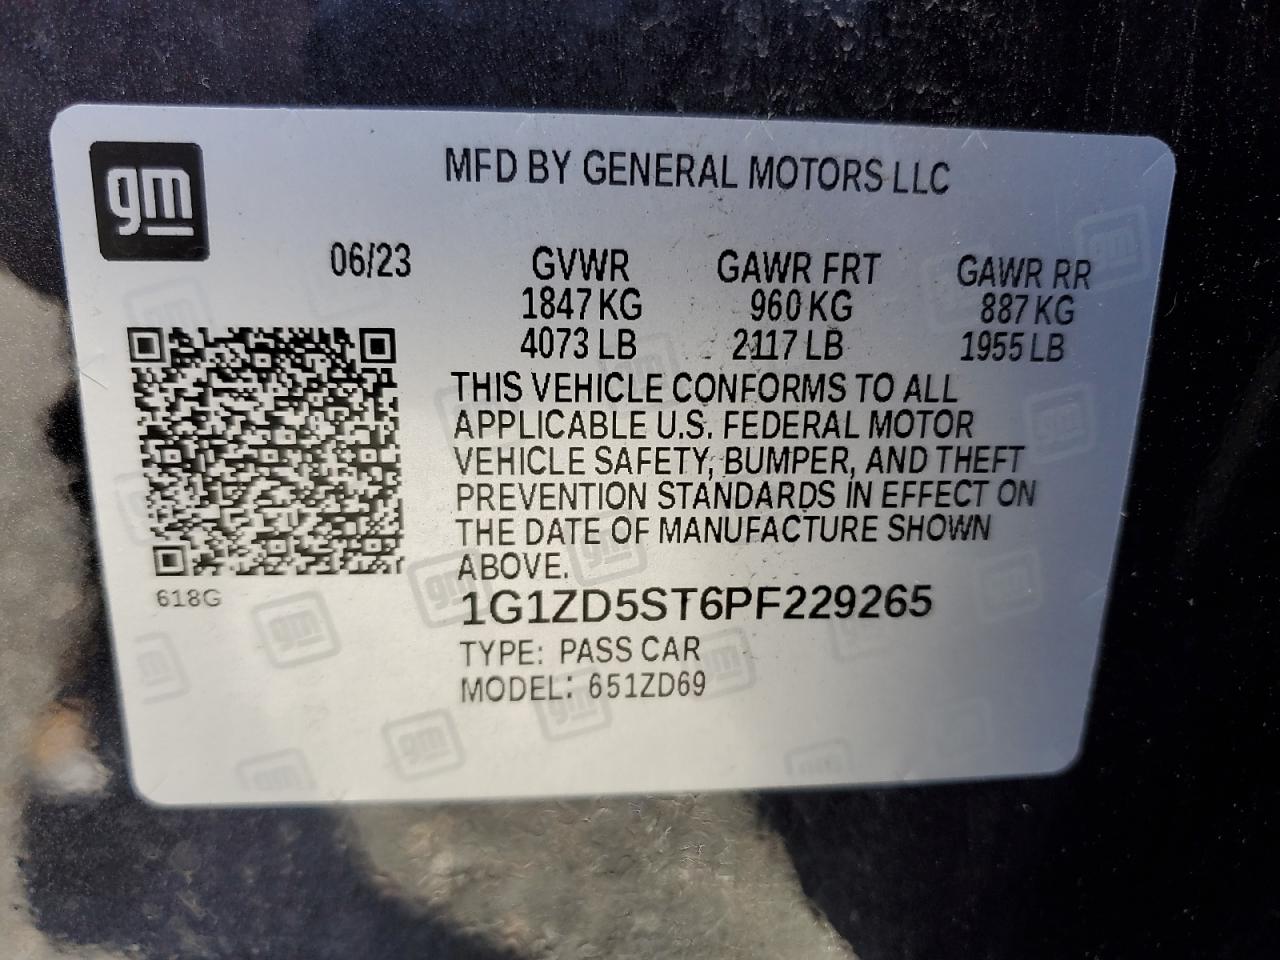 gm
MFD BY GENERAL MOTORS LLC
06/23 GVWR GAWR FRT GAWR RR
1847 KG 960 KG 887 KG
4073 LB 2117 LB 1955 LB
THIS VEHICLE CONFORMS TO ALL
APPLICABLE U.S. FEDERAL MOTOR
VEHICLE SAFETY, BUMPER, AND THEFT
PREVENTION STANDARDS IN EFFECT ON
THE DATE OF MANUFACTURE SHOWN
ABOVE.
618G
1G1ZD5ST6PF229265
TYPE: PASS CAR
MODEL: 651ZD69